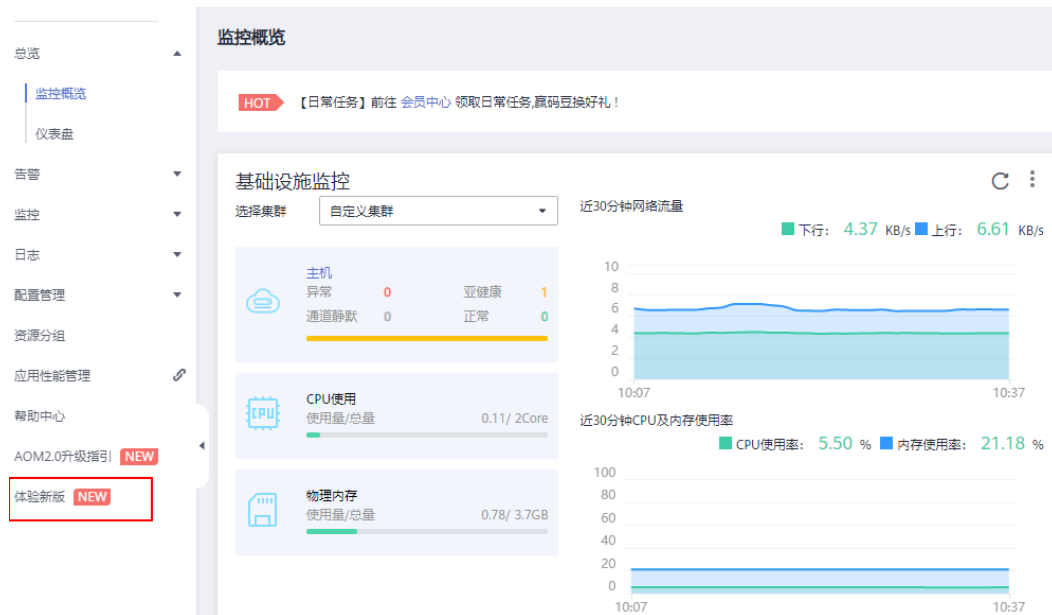 总览
监控概览
仪表盘
告警
监控
日志
配置管理
资源分组
应用性能管理
帮助中心
AOM2.0升级指引 NEW
体验新版 NEW
监控概览
HOT 【日常任务】前往 会员中心 领取日常任务,赢码豆换好礼！
基础设施监控
选择集群 自定义集群
主机
异常 0 亚健康 1
通道静默 0 正常 0
CPU
CPU使用
使用量/总量 0.11/ 2Core
物理内存
使用量/总量 0.78/ 3.7GB
近30分钟网络流量
下行： 4.37 KB/s 上行： 6.61 KB/s
10
8
6
4
2
0
10:07 10:37
近30分钟CPU及内存使用率
CPU使用率： 5.50 % 内存使用率： 21.18 %
100
80
60
40
20
0
10:07 10:37